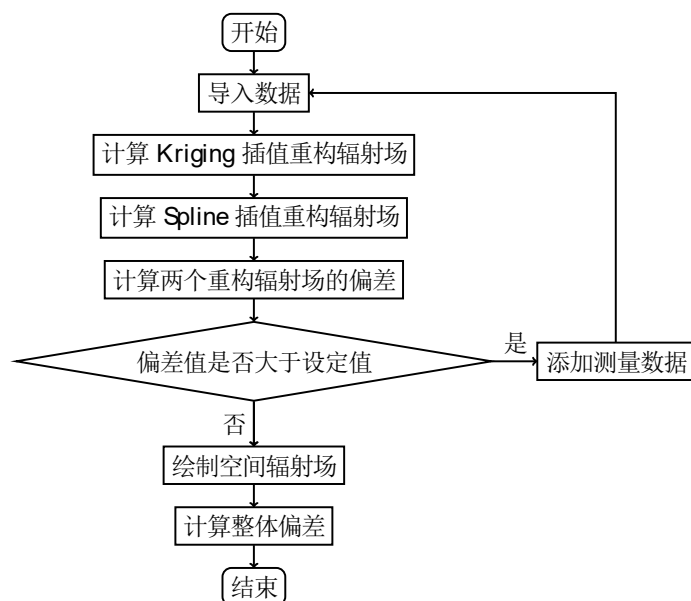 开始
导入数据
计算 Kriging 插值重构辐射场
计算 Spline 插值重构辐射场
计算两个重构辐射场的偏差
偏差值是否大于设定值
是
添加测量数据
否
绘制空间辐射场
计算整体偏差
结束